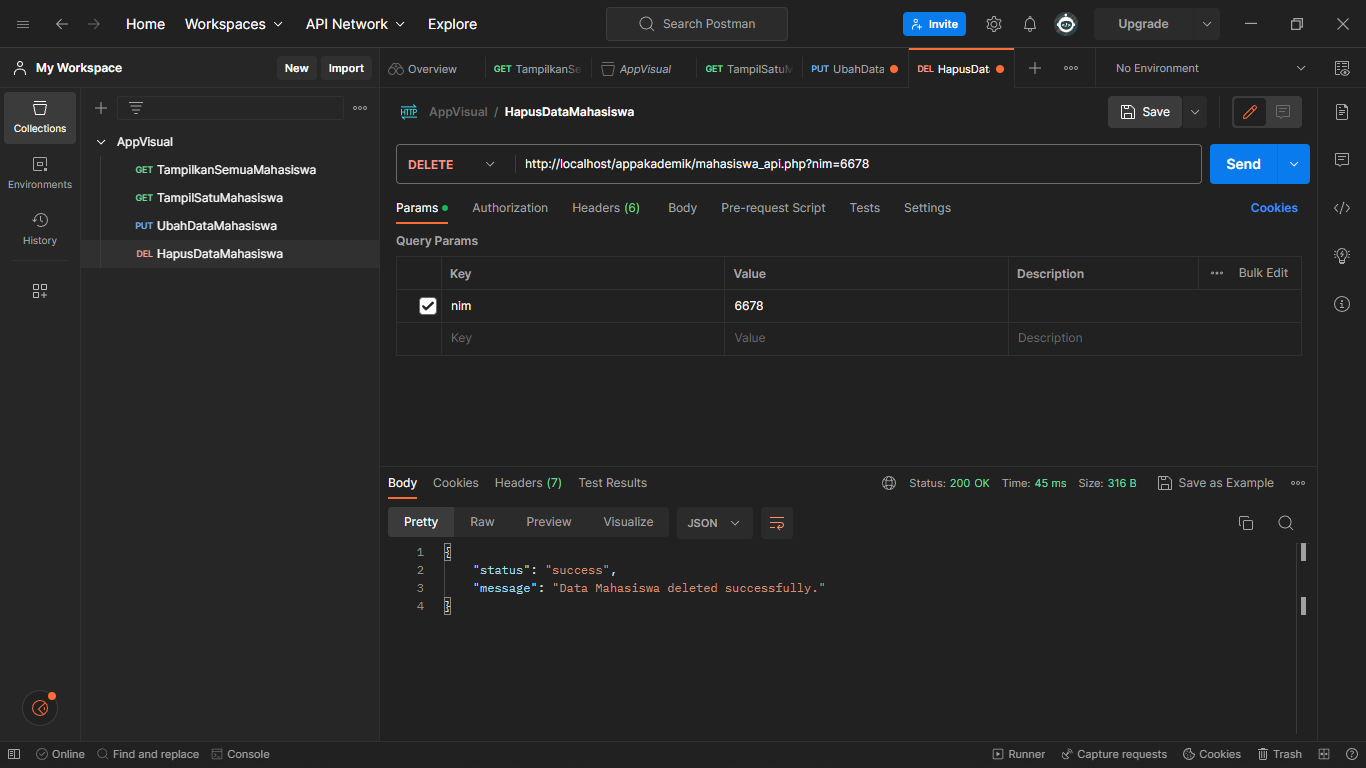 Home Workspaces API Network Explore Search Postman Invite Upgrade
My Workspace New Import Overview GET TampilkanSe AppVisual GET TampilSatuM PUT UbahData DEL HapusDat No Environment
Collections
Environments
History
AppVisual
GET TampilkanSemuaMahasiswa
GET TampilSatuMahasiswa
PUT UbahDataMahasiswa
DEL HapusDataMahasiswa
HTTP AppVisual / HapusDataMahasiswa Save
DELETE http://localhost/appakademik/mahasiswa_api.php?nim=6678 Send
Params Authorization Headers (6) Body Pre-request Script Tests Settings Cookies
Query Params
Key Value Description Bulk Edit
nim 6678
Key Value Description
Body Cookies Headers (7) Test Results Status: 200 OK Time: 45 ms Size: 316 B Save as Example
Pretty Raw Preview Visualize JSON
1 {
2 "status": "success",
3 "message": "Data Mahasiswa deleted successfully."
4 }
Online Find and replace Console Runner Capture requests Cookies Trash